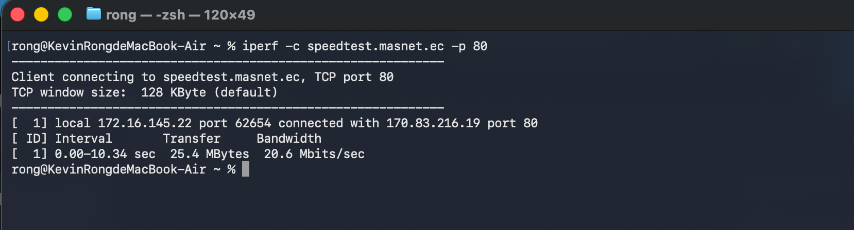 rong — -zsh — 120×49
[rong@KevinRongdeMacBook-Air ~ % iperf -c speedtest.masnet.ec -p 80
------------------------------------------------------------
Client connecting to speedtest.masnet.ec, TCP port 80
TCP window size:  128 KByte (default)
------------------------------------------------------------
[  1] local 172.16.145.22 port 62654 connected with 170.83.216.19 port 80
[ ID] Interval       Transfer     Bandwidth
[  1] 0.00-10.34 sec  25.4 MBytes  20.6 Mbits/sec
rong@KevinRongdeMacBook-Air ~ %